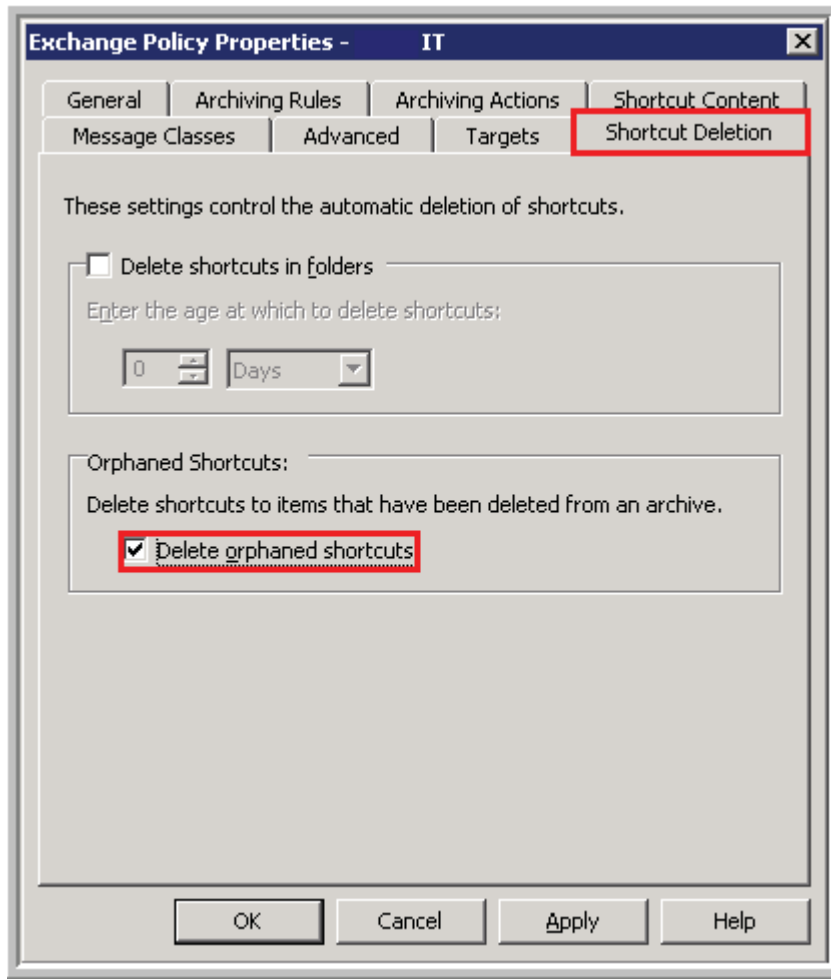 Exchange Policy Properties - IT
General Archiving Rules Archiving Actions Shortcut Content
Message Classes Advanced Targets Shortcut Deletion
These settings control the automatic deletion of shortcuts.
Delete shortcuts in folders
Enter the age at which to delete shortcuts:
0 Days
Orphaned Shortcuts:
Delete shortcuts to items that have been deleted from an archive.
Delete orphaned shortcuts
OK Cancel Apply Help